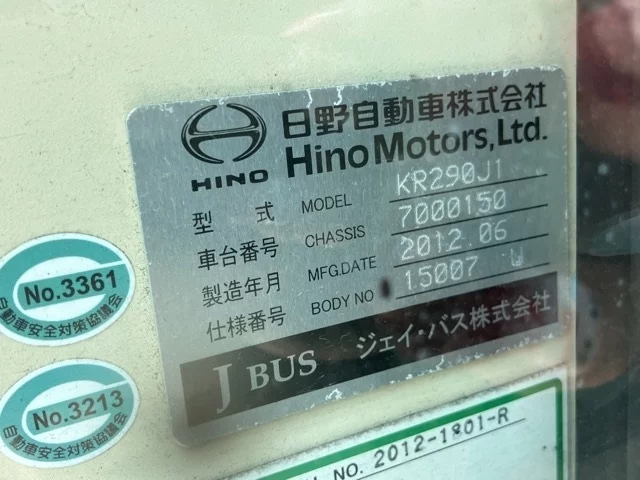 日野自動車株式会社
HINO
Hino Motors, Ltd.
型 式 MODEL KR290J1
車台番号 CHASSIS 7000150
製造年月 MFG.DATE 2012.06
仕様番号 BODY NO 15007 W
J BUS ジェイ・バス株式会社
No.3361
自動車安全対策協議会
No.3213
自動車安全対策協議会
NO. 2012-1801-R